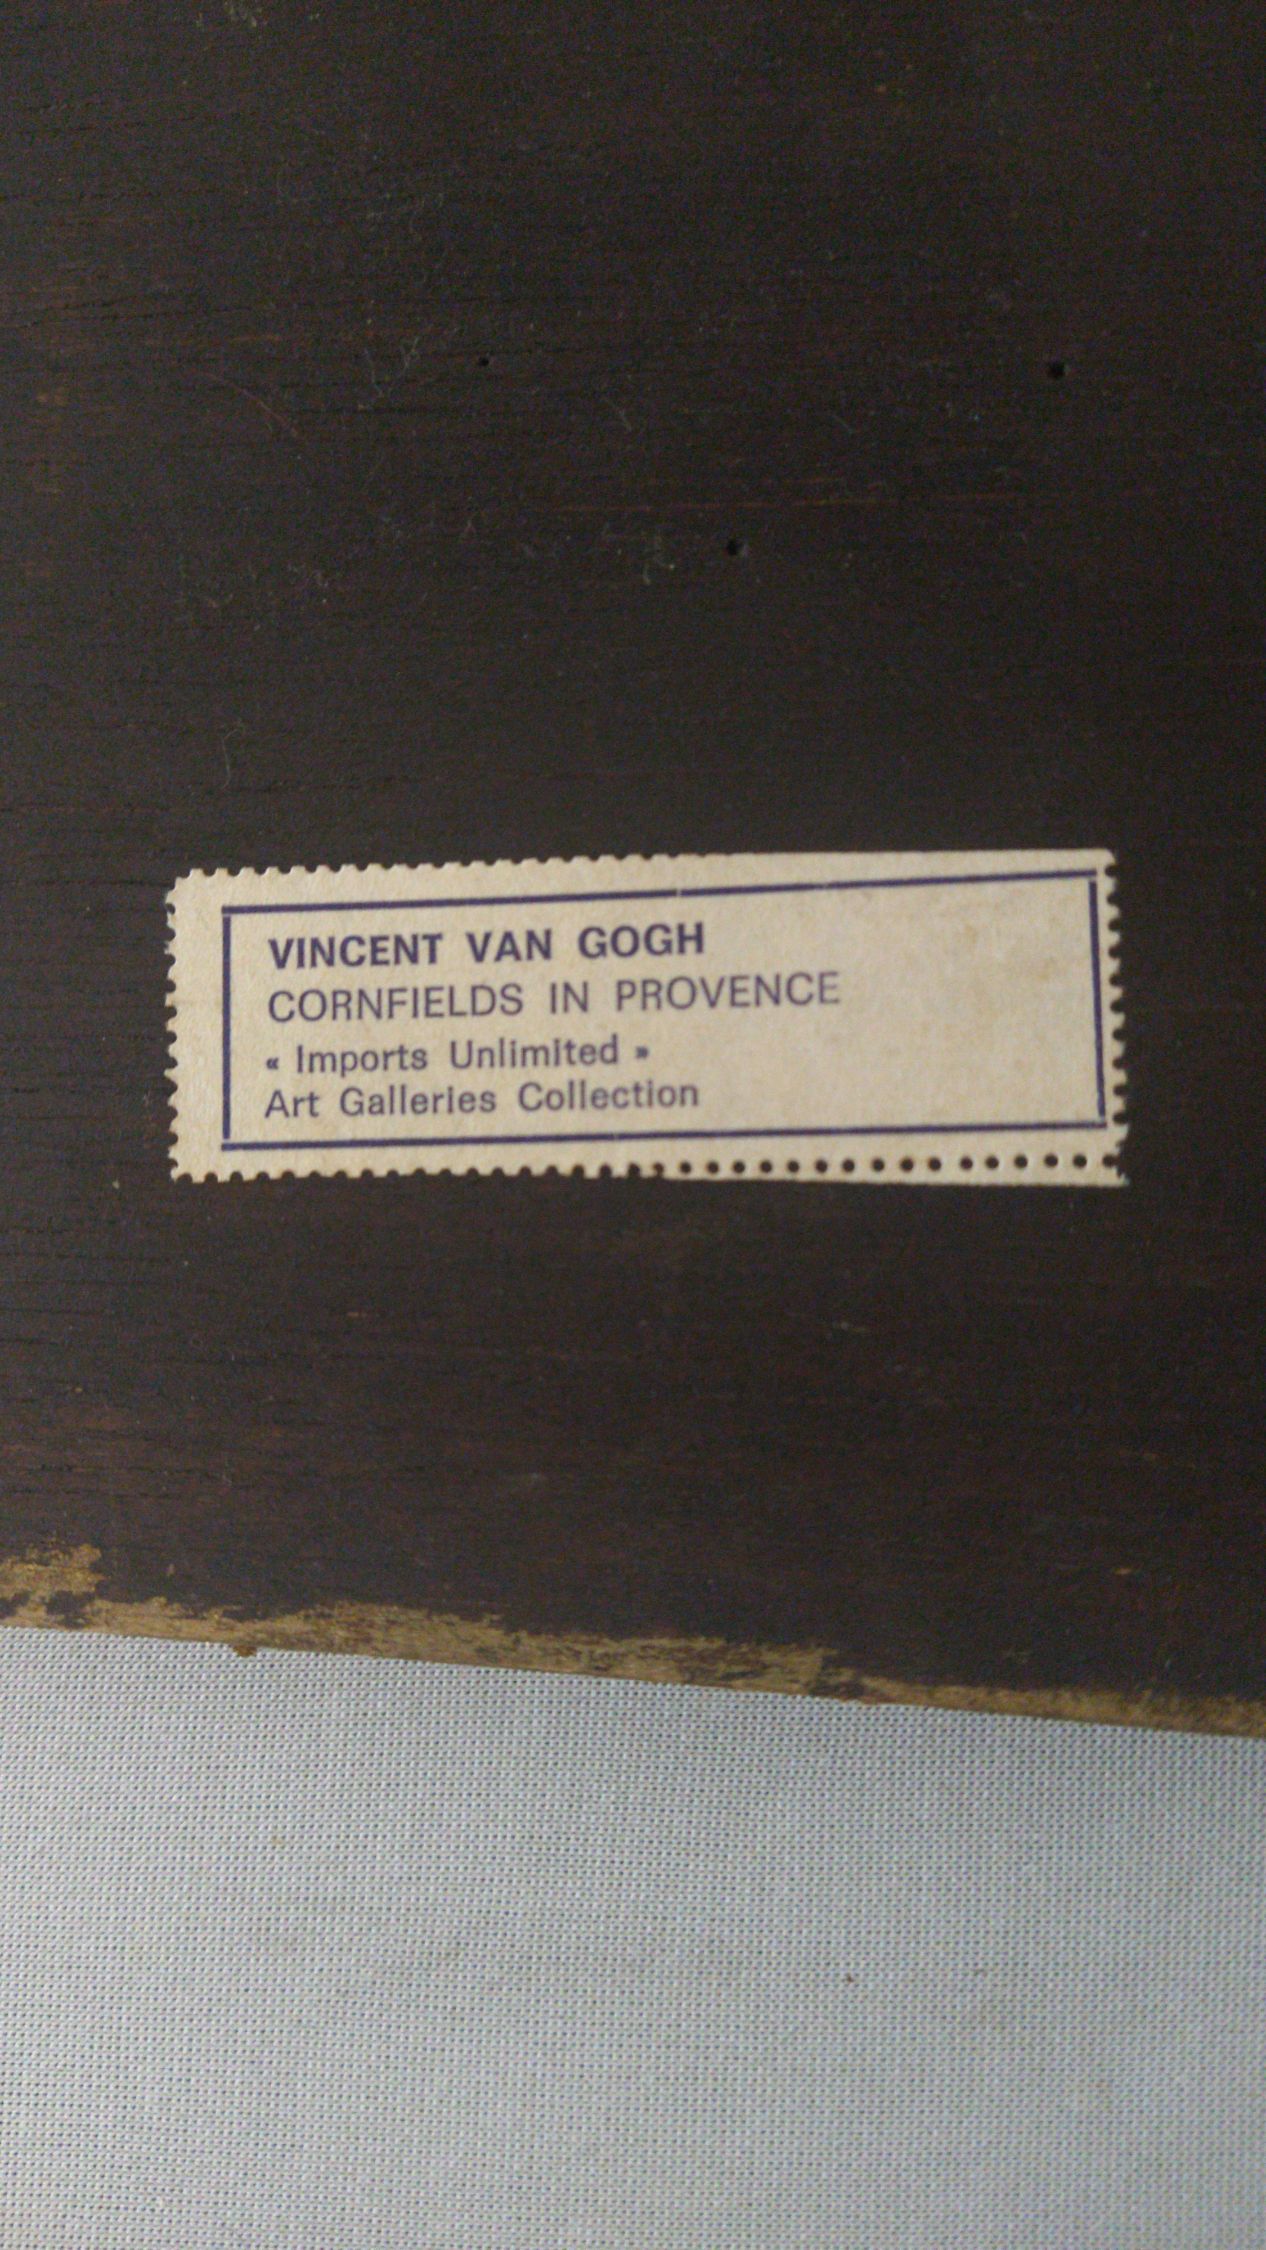 VINCENT VAN GOGH
CORNFIELDS IN PROVENCE
« Imports Unlimited »
Art Galleries Collection